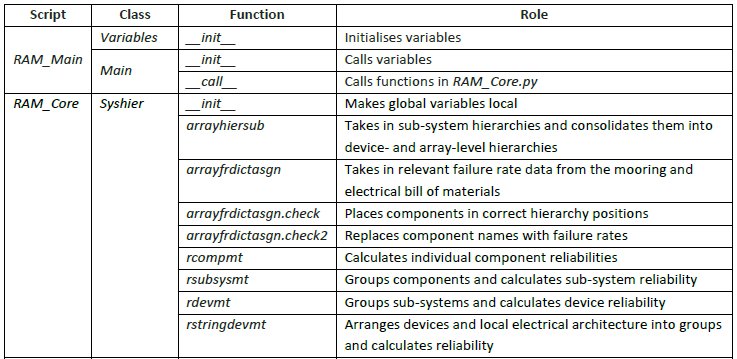 Script Class Function Role
RAM_Main Variables __init__ Initialises variables
Main __init__ Calls variables
__call__ Calls functions in RAM_Core.py
RAM_Core Syshier __init__ Makes global variables local
arrayhiersub Takes in sub-system hierarchies and consolidates them into
device- and array-level hierarchies
arrayfrdictasgn Takes in relevant failure rate data from the mooring and
electrical bill of materials
arrayfrdictasgn.check Places components in correct hierarchy positions
arrayfrdictasgn.check2 Replaces component names with failure rates
rcompmt Calculates individual component reliabilities
rsubsysmt Groups components and calculates sub-system reliability
rdevmt Groups sub-systems and calculates device reliability
rstringdevmt Arranges devices and local electrical architecture into groups
and calculates reliability